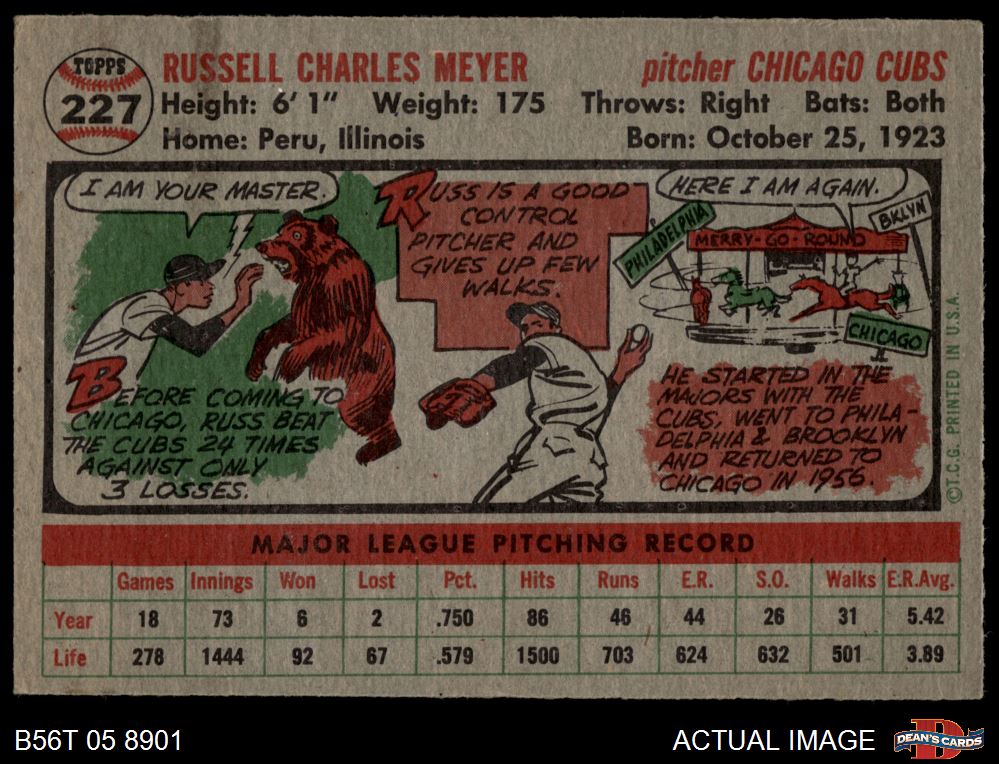 TOPPS
227
RUSSELL CHARLES MEYER
pitcher CHICAGO CUBS
Height: 6' 1" Weight: 175 Throws: Right Bats: Both
Home: Peru, Illinois
Born: October 25, 1923
I AM YOUR MASTER.
BEFORE COMING TO
CHICAGO, RUSS BEAT
THE CUBS 24 TIMES
AGAINST ONLY
3 LOSSES.
RUSS IS A GOOD
CONTROL
PITCHER AND
GIVES UP FEW
WALKS.
HERE I AM AGAIN.
PHILADELPHIA
BKLYN
MERRY-GO-ROUND
CHICAGO
HE STARTED IN THE
MAJORS WITH THE
CUBS, WENT TO PHILA-
DELPHIA & BROOKLYN
AND RETURNED TO
CHICAGO IN 1956.
©T.C.G. PRINTED IN U.S.A.
MAJOR LEAGUE PITCHING RECORD
Games Innings Won Lost Pct. Hits Runs E.R. S.O. Walks E.R.Avg.
Year 18 73 6 2 .750 86 46 44 26 31 5.42
Life 278 1444 92 67 .579 1500 703 624 632 501 3.89
B56T 05 8901
ACTUAL IMAGE
DEAN'S CARDS